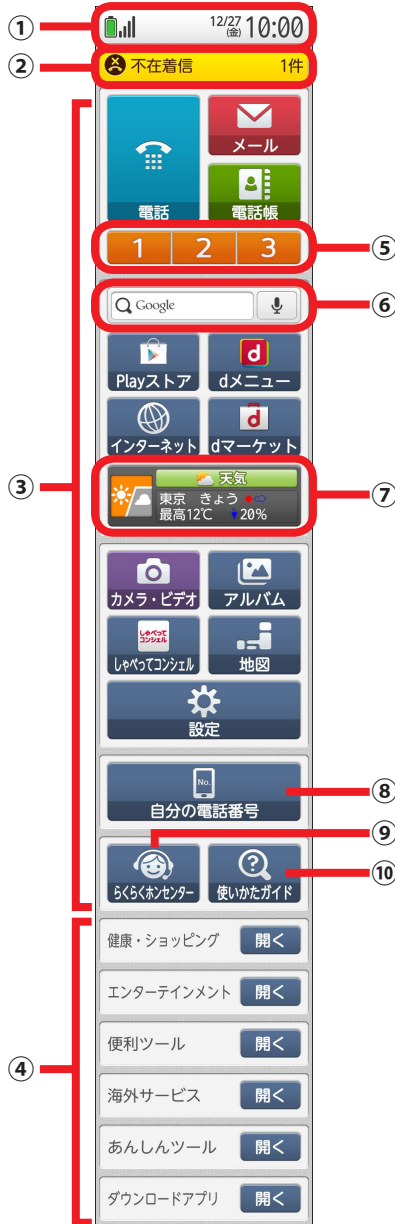 ① 12/27(金) 10:00
② 不在着信 1件
③
メール
電話 電話帳
1 2 3 ⑤
Google ⑥
Playストア dメニュー
インターネット dマーケット
天気 ⑦
東京 きょう
最高12℃ 20%
カメラ・ビデオ アルバム
しゃべって
コンシェル
しゃべってコンシェル 地図
設定
No.
自分の電話番号 ⑧
⑨
らくらくホンセンター 使いかたガイド ⑩
④
健康・ショッピング 開く
エンターテインメント 開く
便利ツール 開く
海外サービス 開く
あんしんツール 開く
ダウンロードアプリ 開く